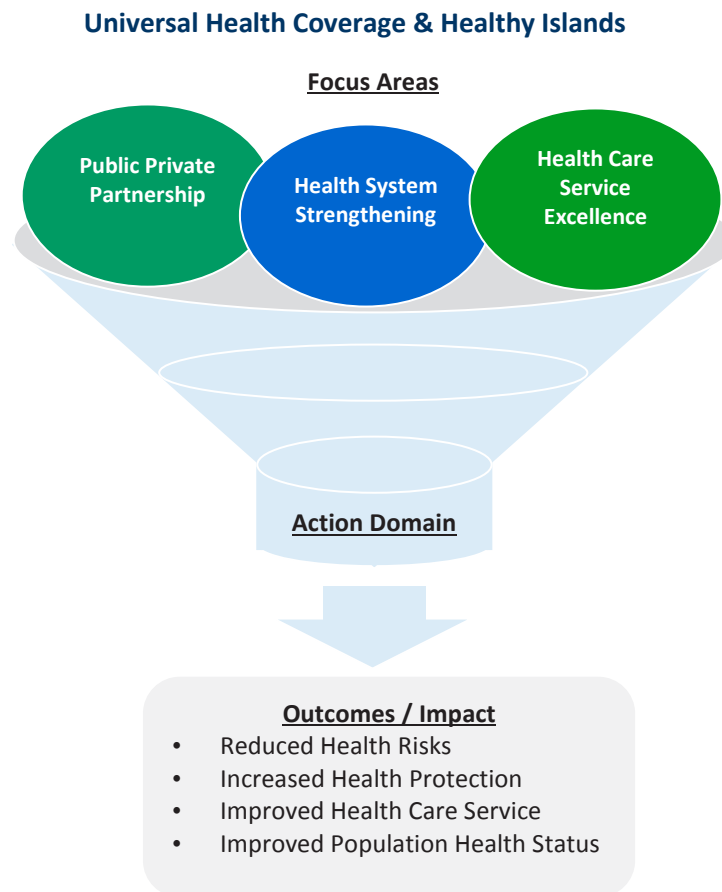 Universal Health Coverage & Healthy Islands
Focus Areas
Public Private
Partnership
Health System
Strengthening
Health Care
Service
Excellence
Action Domain
Outcomes / Impact
• Reduced Health Risks
• Increased Health Protection
• Improved Health Care Service
• Improved Population Health Status